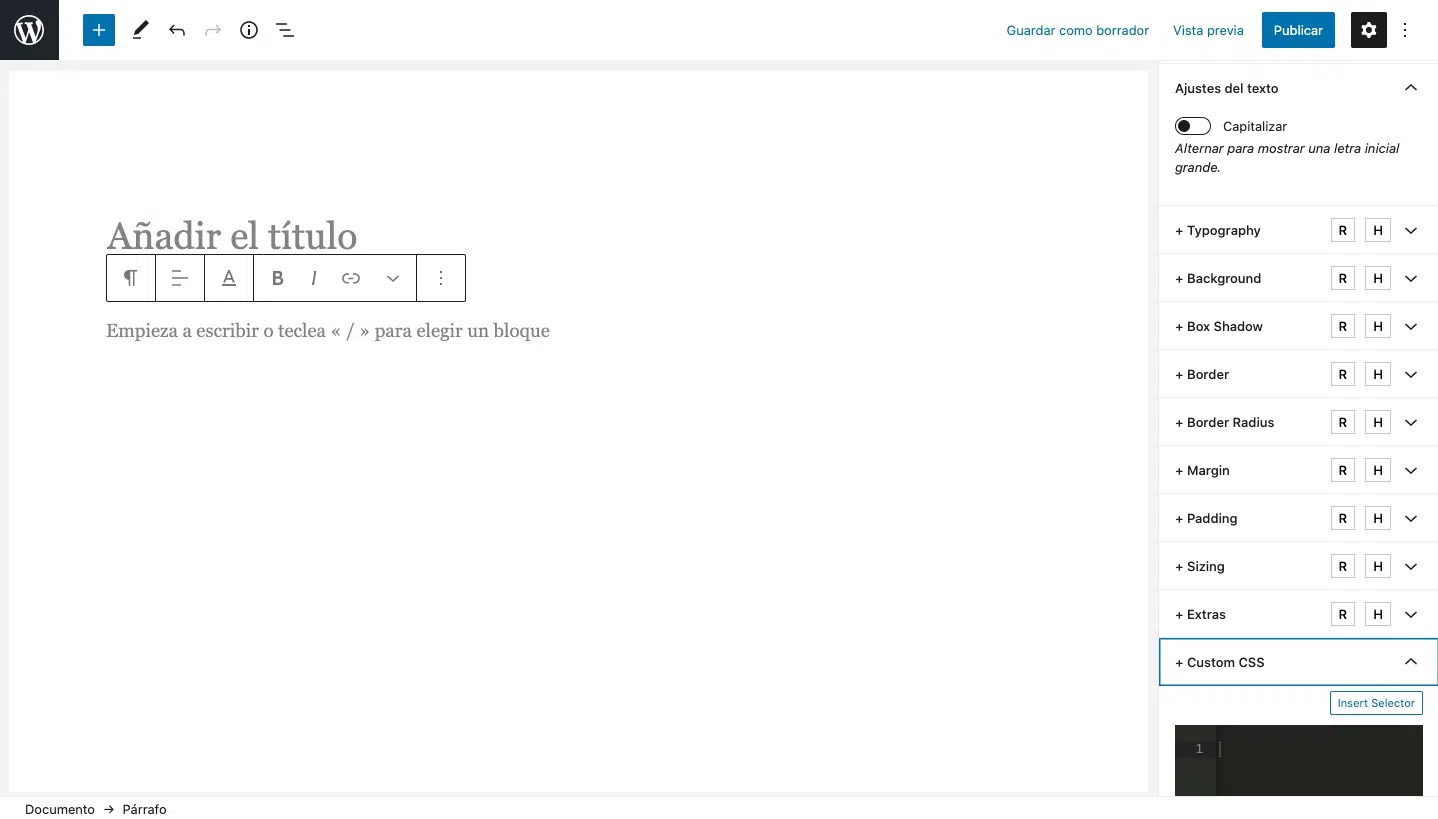 Guardar como borrador
Vista previa
Publicar
Ajustes del texto
Capitalizar
Alternar para mostrar una letra inicial
grande.
Añadir el título
A B I
Empieza a escribir o teclea « / » para elegir un bloque
+ Typography R H
+ Background R H
+ Box Shadow R H
+ Border R H
+ Border Radius R H
+ Margin R H
+ Padding R H
+ Sizing R H
+ Extras R H
+ Custom CSS
Insert Selector
1
Documento → Párrafo